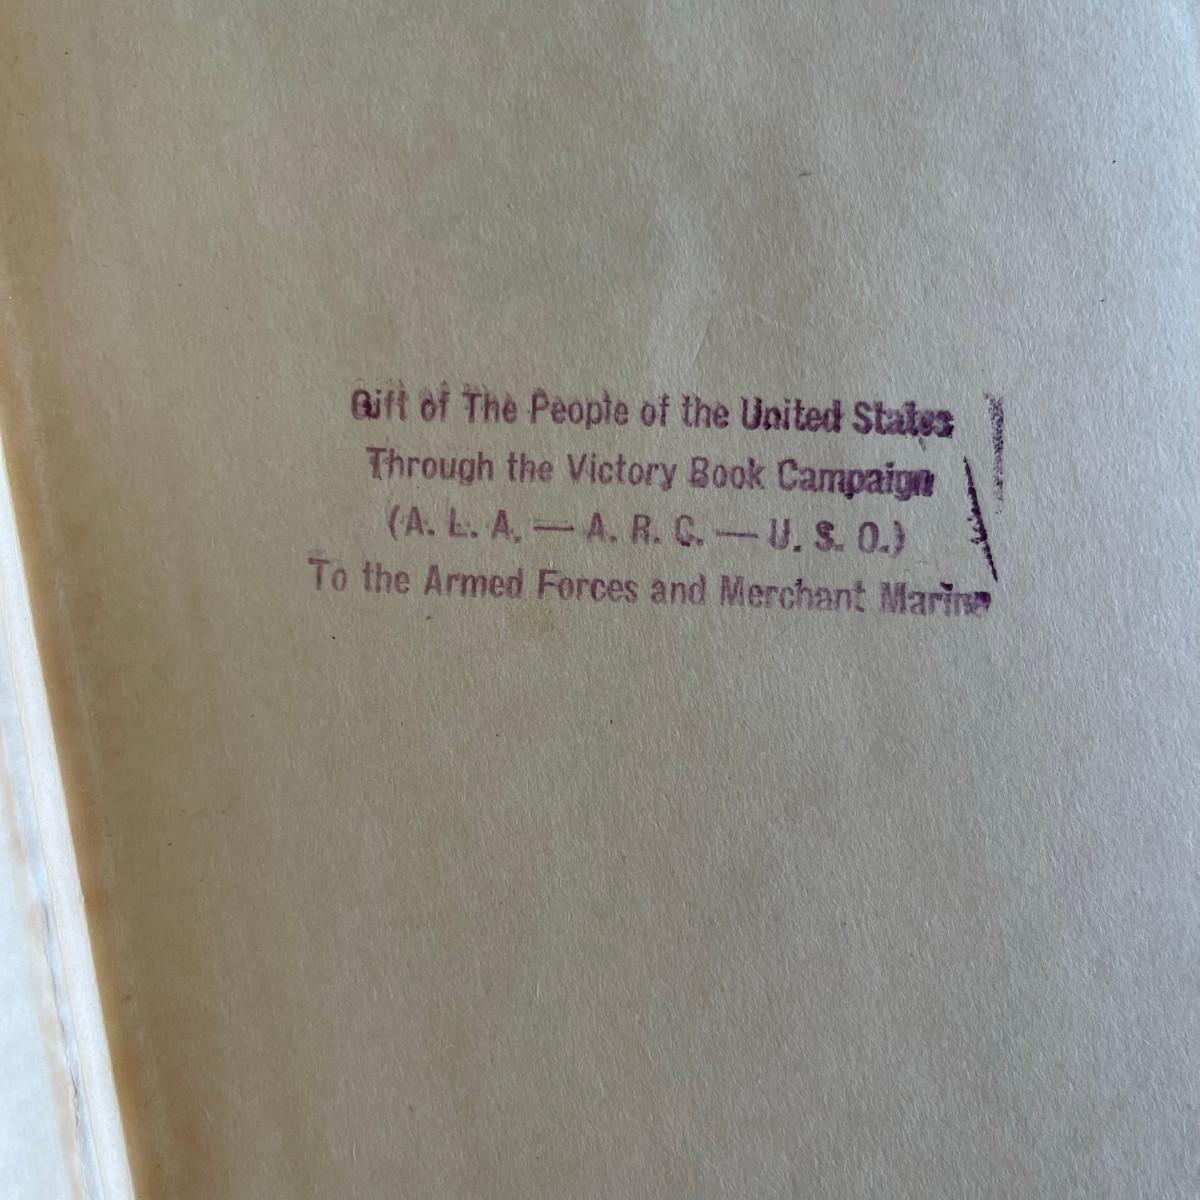 Gift of The People of the United States
Through the Victory Book Campaign
(A. L. A. — A. R. C. — U. S. O.)
To the Armed Forces and Merchant Marine